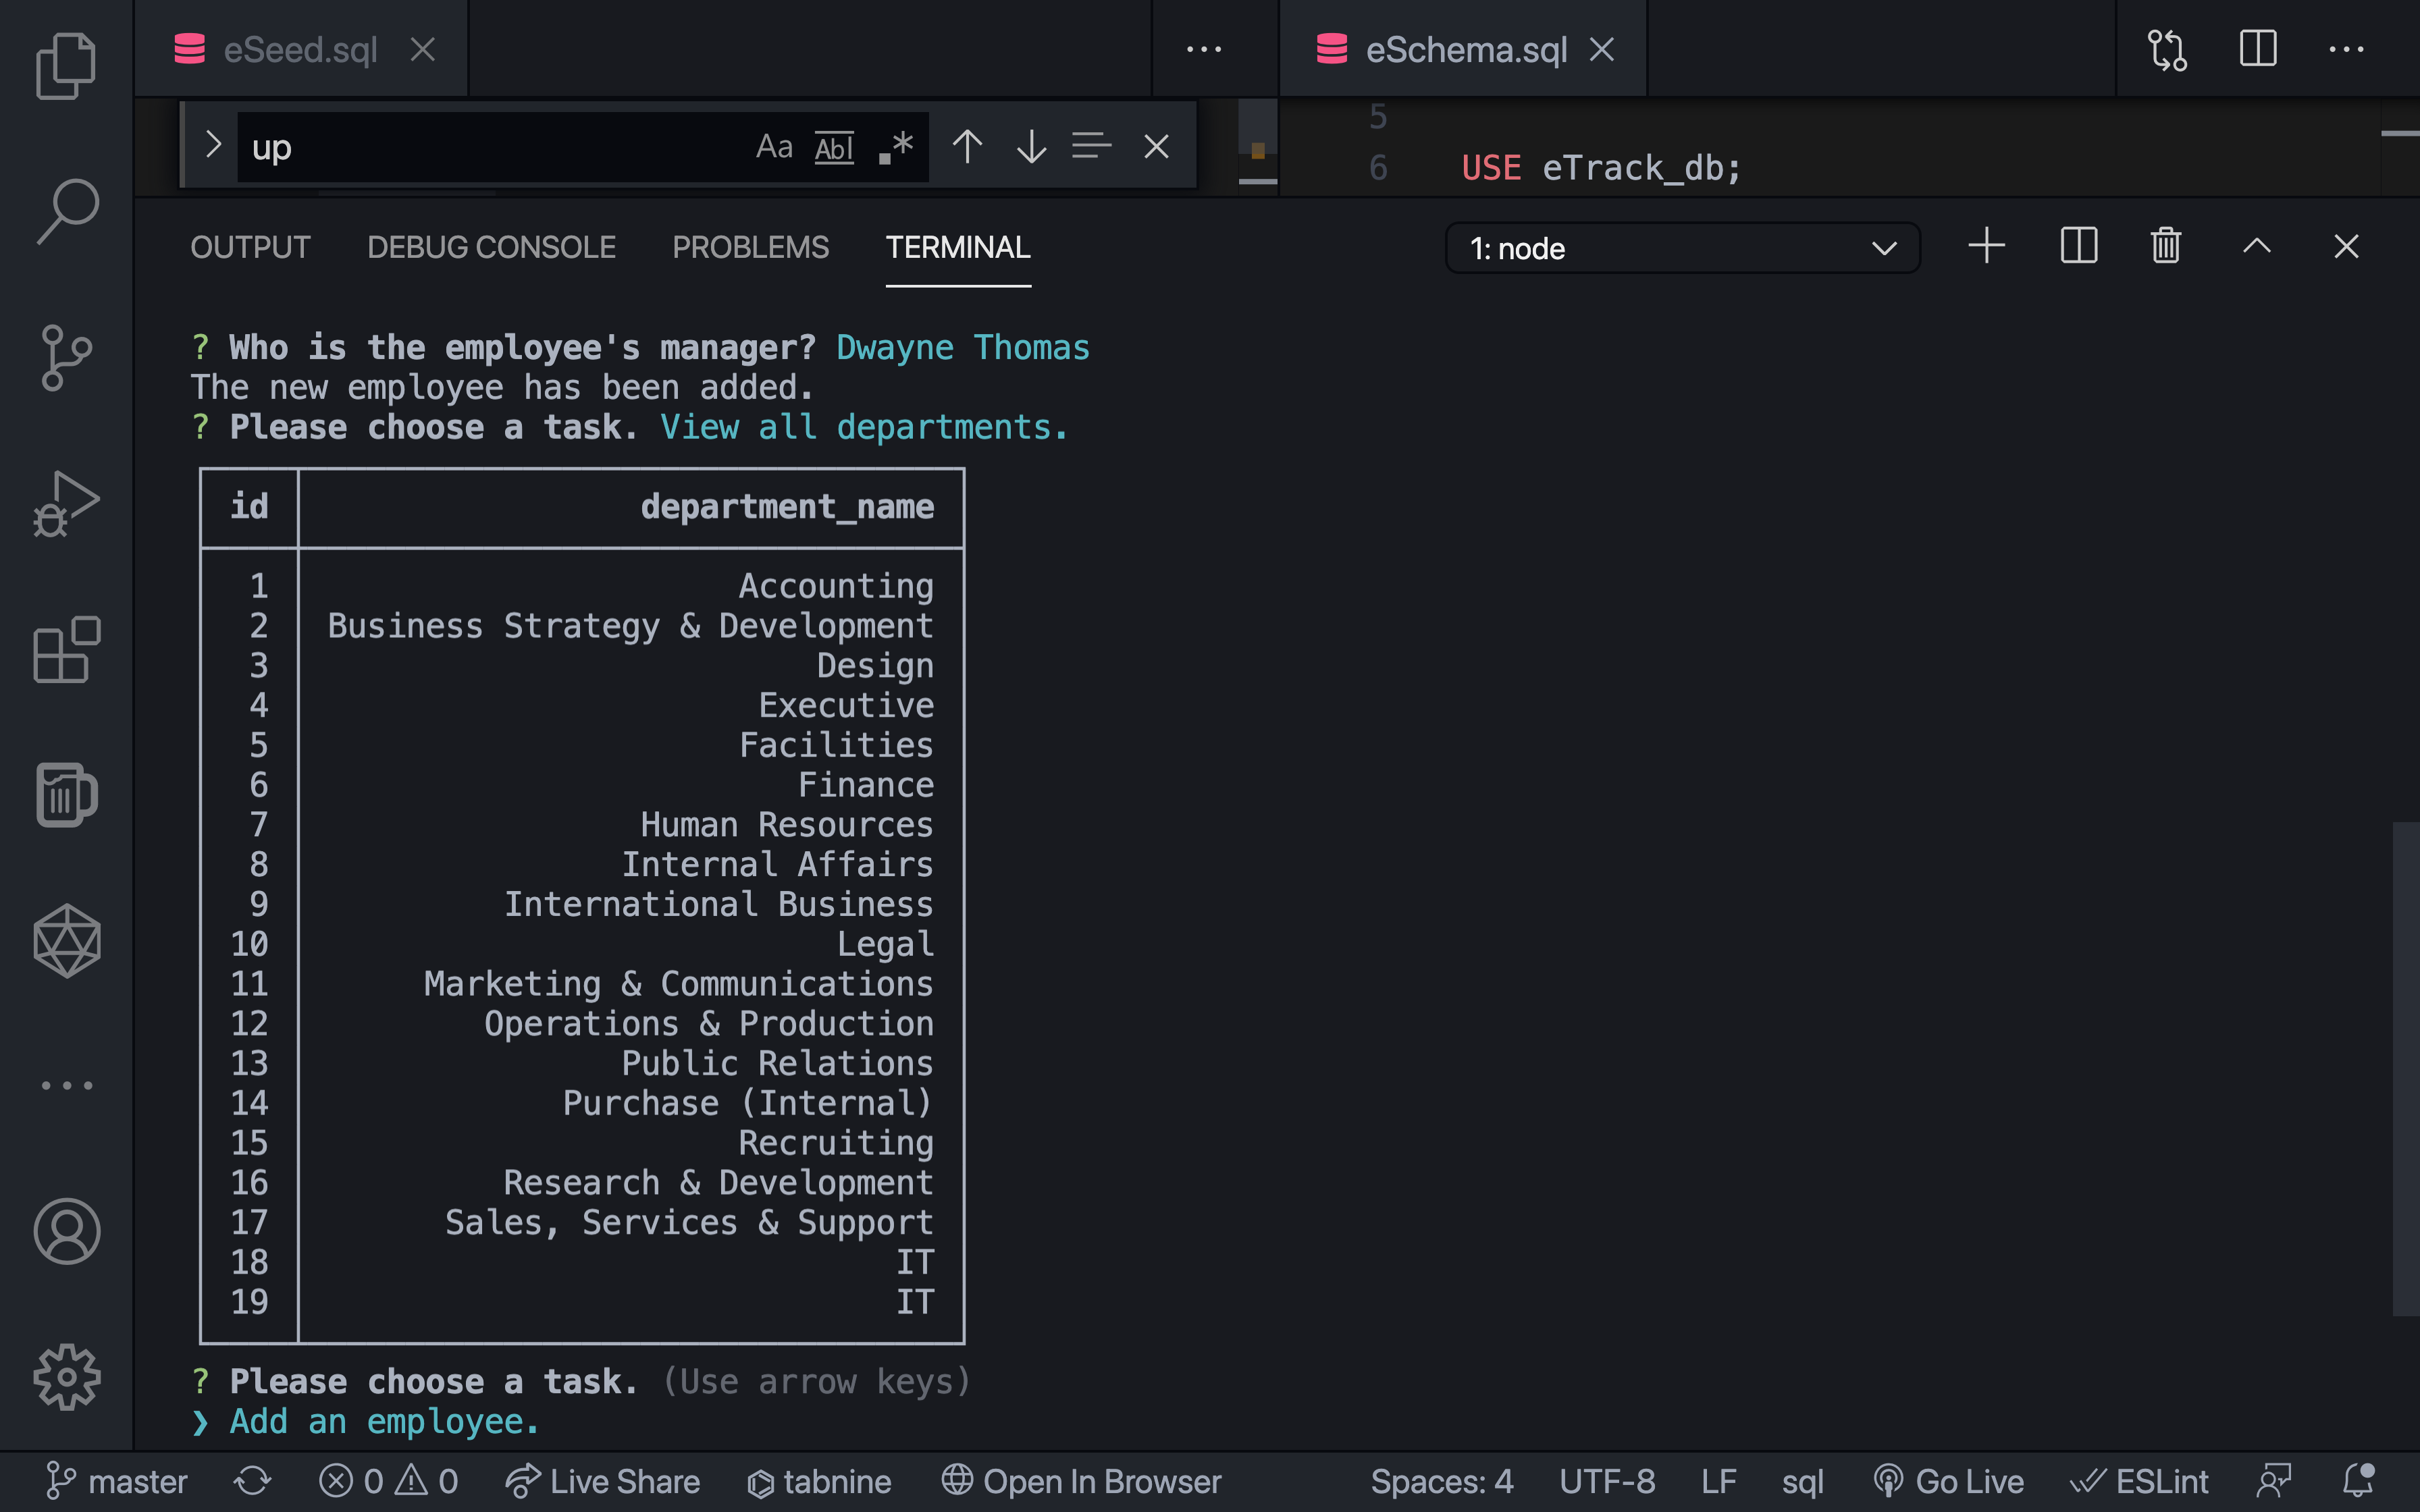 eSeed.sql
eSchema.sql
up
Aa
Abl
.*
5
6 USE eTrack_db;
OUTPUT DEBUG CONSOLE PROBLEMS TERMINAL
1: node
? Who is the employee's manager? Dwayne Thomas
The new employee has been added.
? Please choose a task. View all departments.
id department_name
1 Accounting
2 Business Strategy & Development
3 Design
4 Executive
5 Facilities
6 Finance
7 Human Resources
8 Internal Affairs
9 International Business
10 Legal
11 Marketing & Communications
12 Operations & Production
13 Public Relations
14 Purchase (Internal)
15 Recruiting
16 Research & Development
17 Sales, Services & Support
18 IT
19 IT
? Please choose a task. (Use arrow keys)
❯ Add an employee.
master 0 0 Live Share tabnine Open In Browser Spaces: 4 UTF-8 LF sql Go Live ESLint